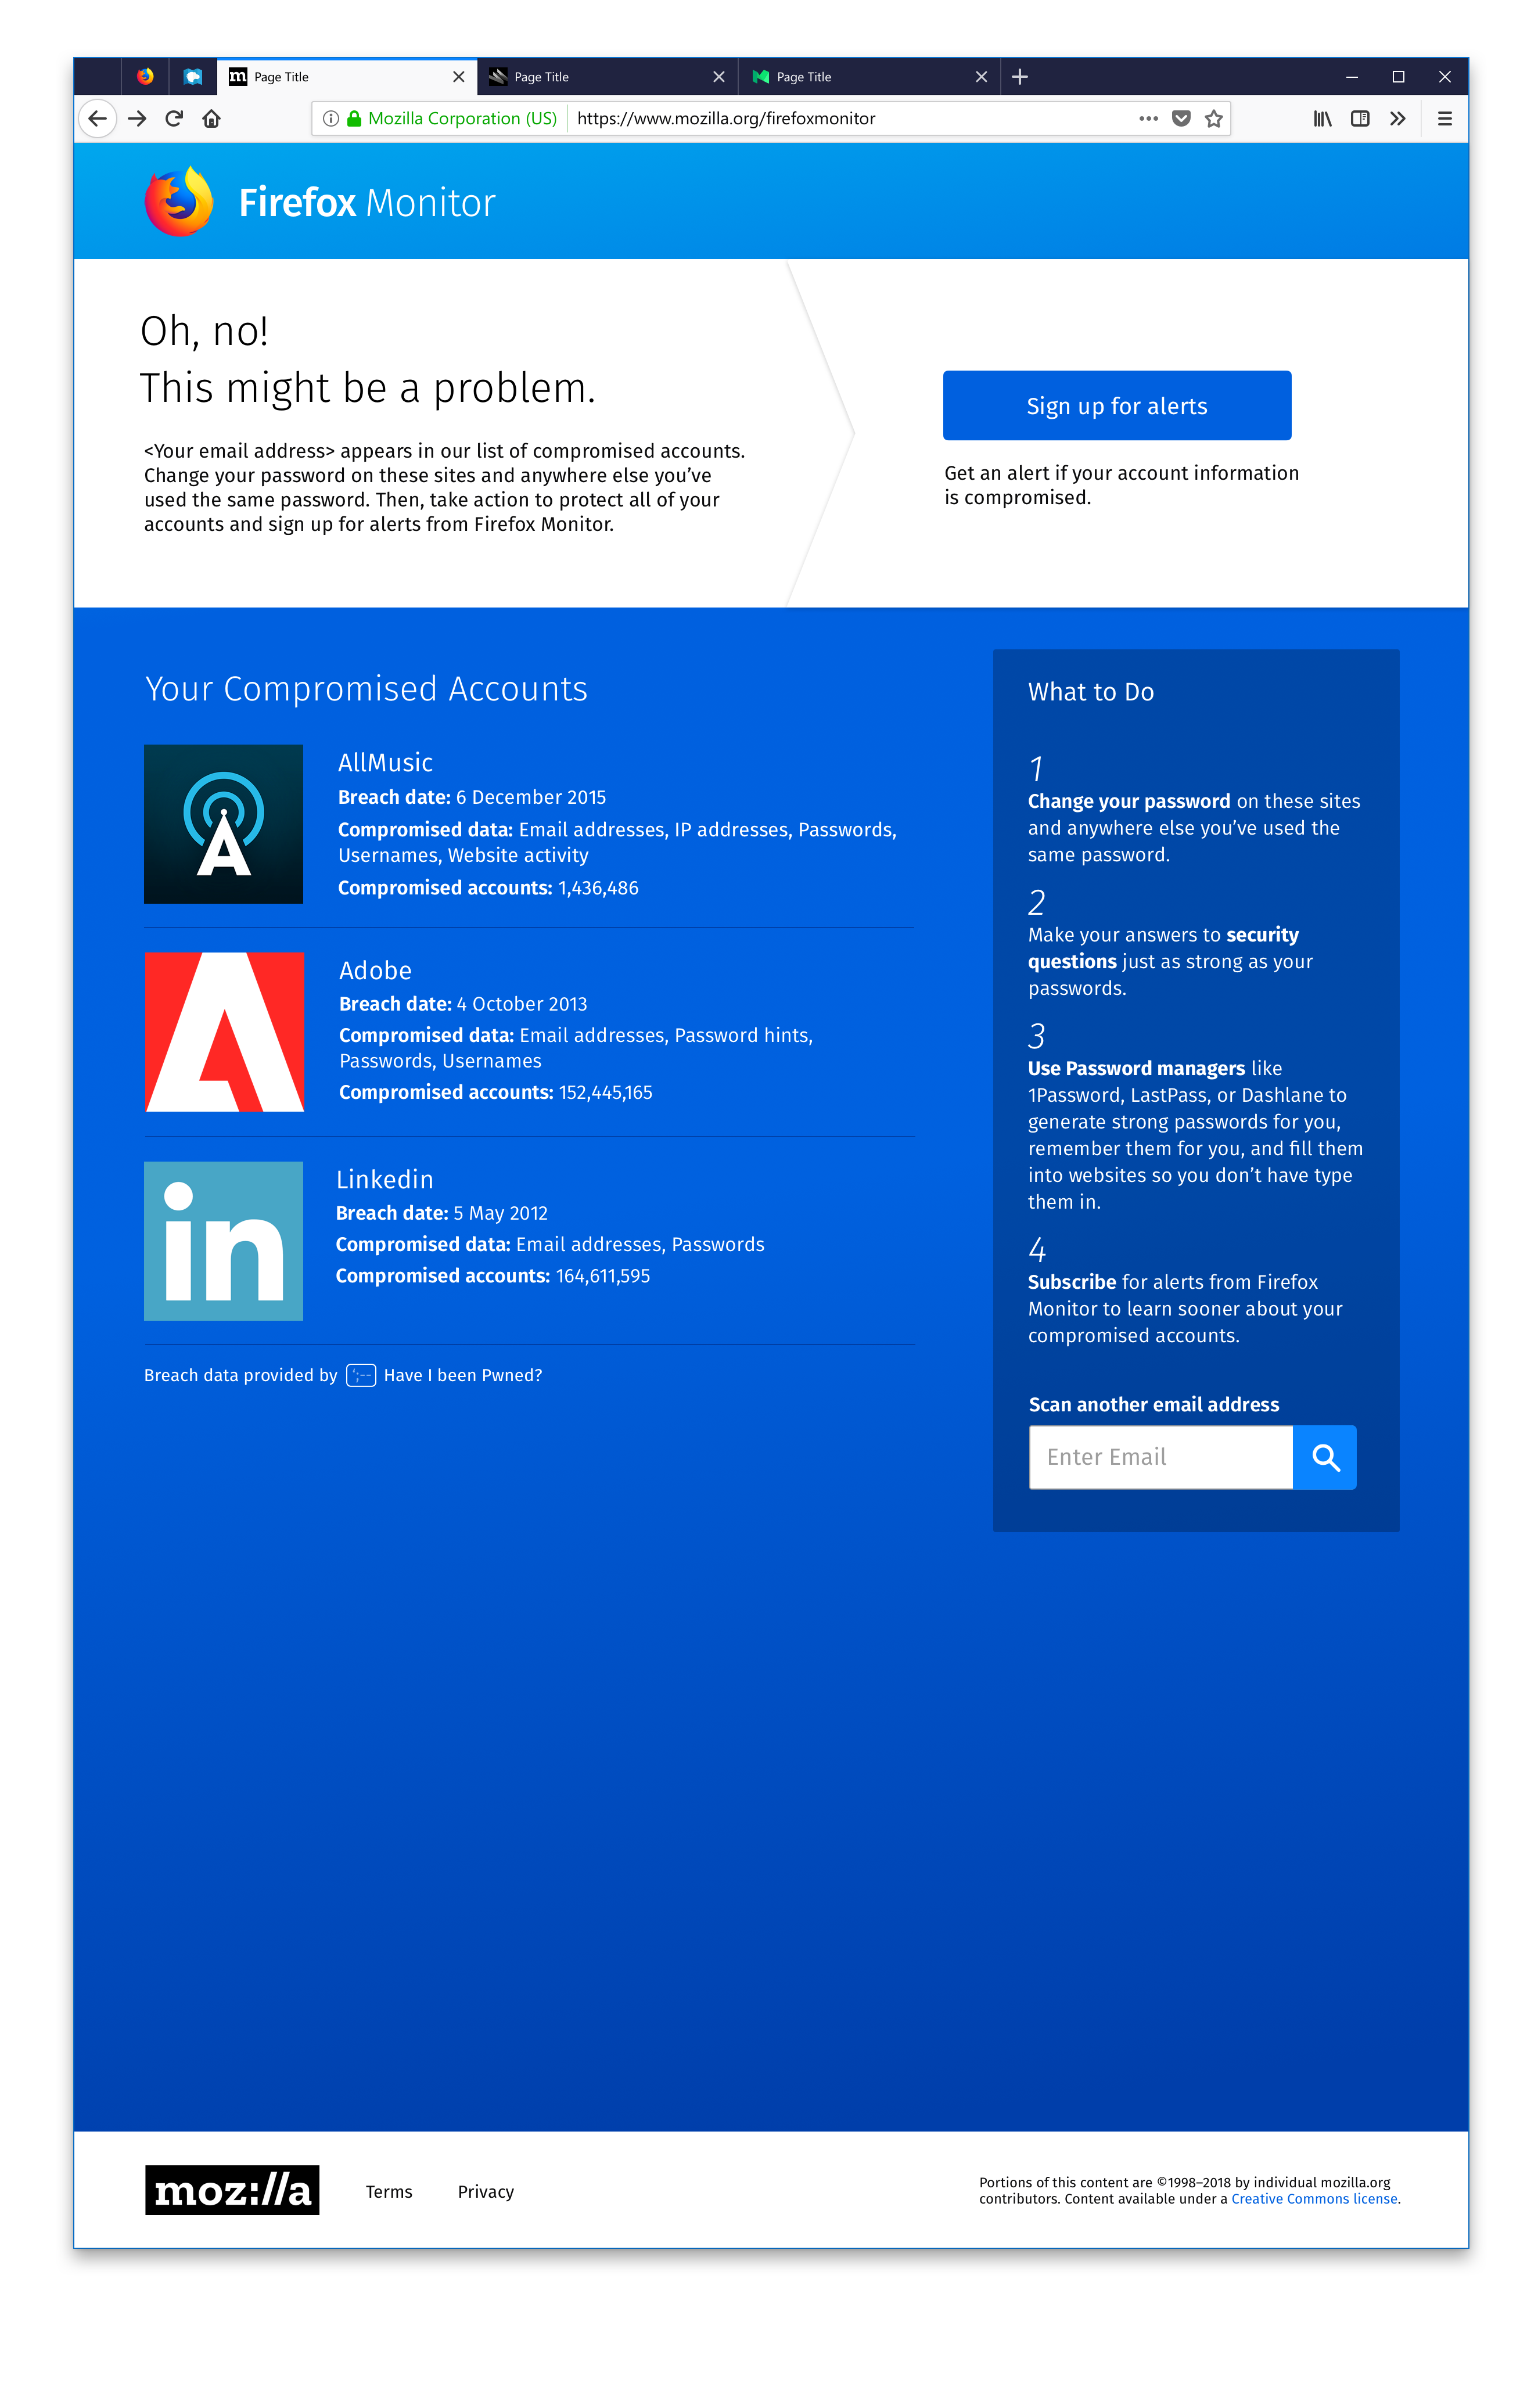 Page Title
Page Title
Page Title
Mozilla Corporation (US)
https://www.mozilla.org/firefoxmonitor
Firefox Monitor
Oh, no!
This might be a problem.
<Your email address> appears in our list of compromised accounts.
Change your password on these sites and anywhere else you’ve
used the same password. Then, take action to protect all of your
accounts and sign up for alerts from Firefox Monitor.
Sign up for alerts
Get an alert if your account information
is compromised.
Your Compromised Accounts
AllMusic
Breach date: 6 December 2015
Compromised data: Email addresses, IP addresses, Passwords,
Usernames, Website activity
Compromised accounts: 1,436,486
Adobe
Breach date: 4 October 2013
Compromised data: Email addresses, Password hints,
Passwords, Usernames
Compromised accounts: 152,445,165
in
Linkedin
Breach date: 5 May 2012
Compromised data: Email addresses, Passwords
Compromised accounts: 164,611,595
Breach data provided by ';-- Have I been Pwned?
What to Do
1
Change your password on these sites
and anywhere else you’ve used the
same password.
2
Make your answers to security
questions just as strong as your
passwords.
3
Use Password managers like
1Password, LastPass, or Dashlane to
generate strong passwords for you,
remember them for you, and fill them
into websites so you don’t have type
them in.
4
Subscribe for alerts from Firefox
Monitor to learn sooner about your
compromised accounts.
Scan another email address
Enter Email
moz://a
Terms
Privacy
Portions of this content are ©1998–2018 by individual mozilla.org
contributors. Content available under a Creative Commons license.